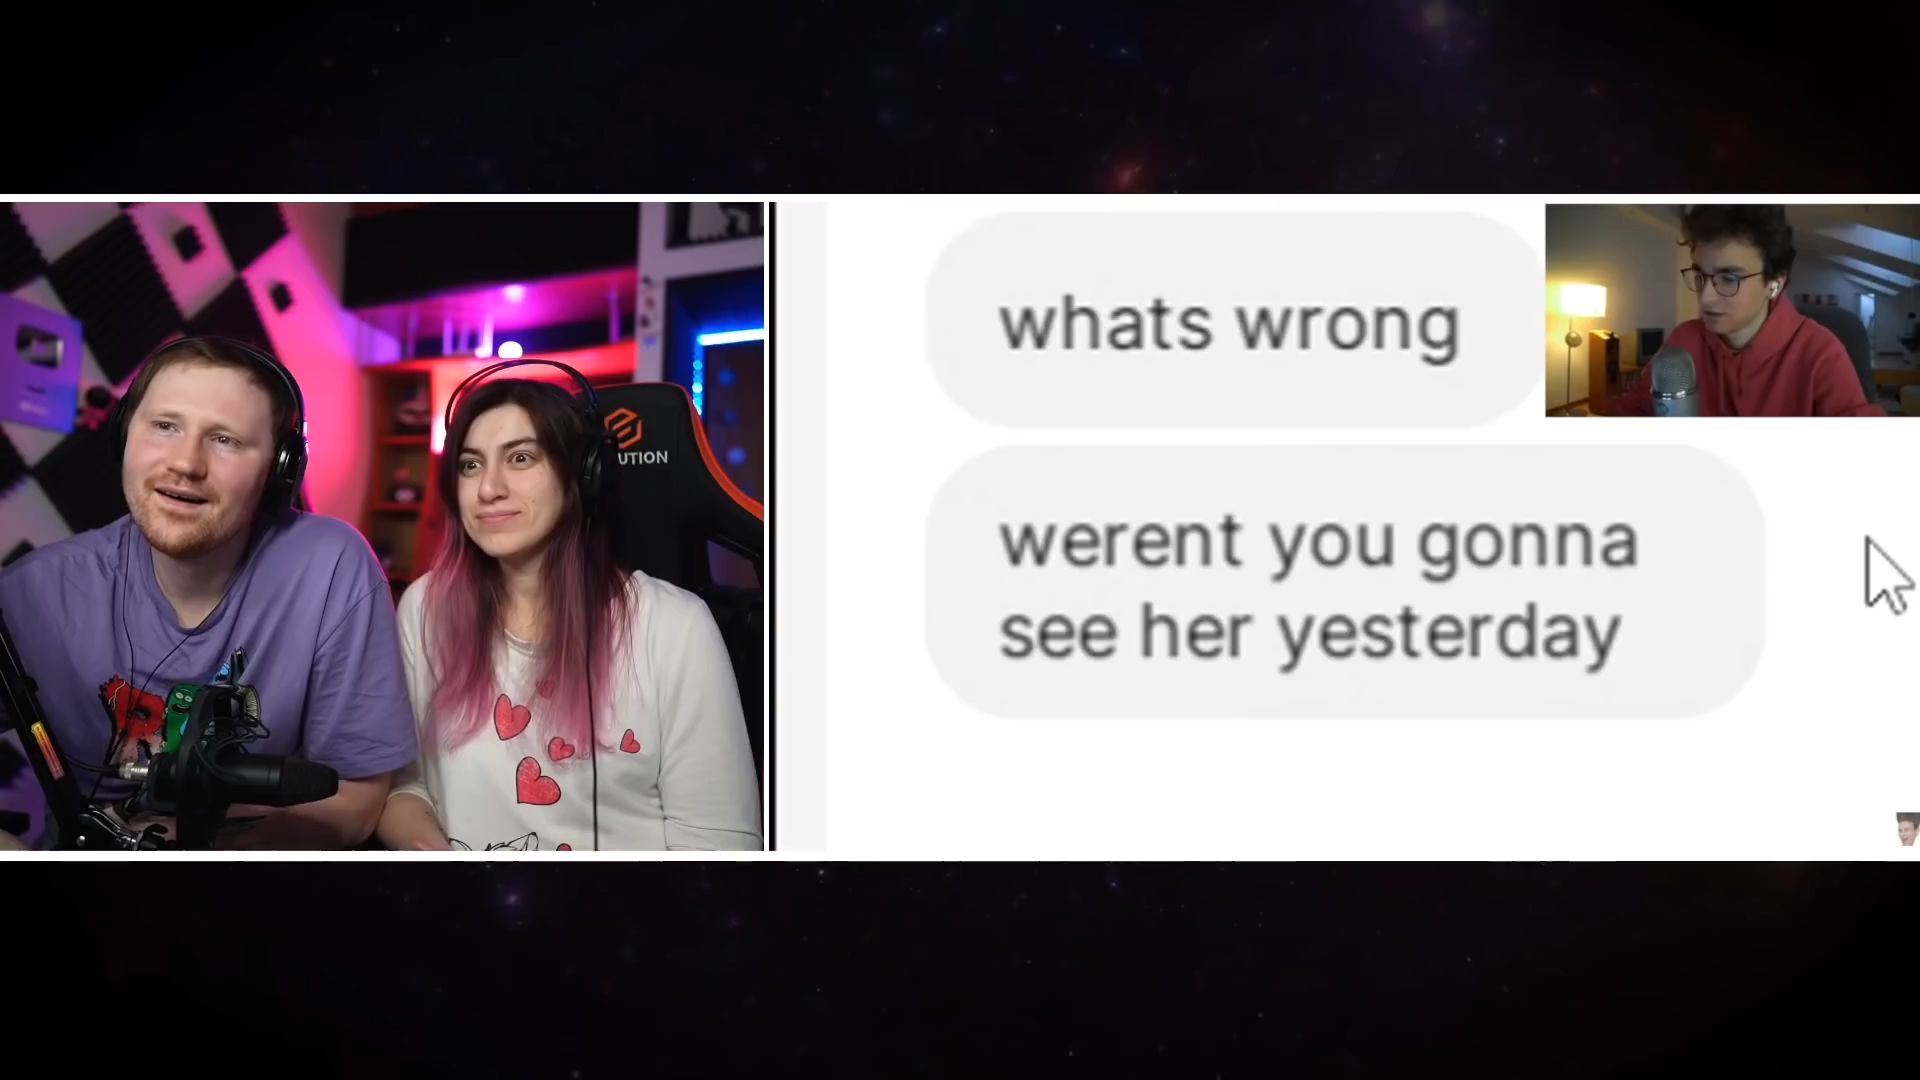 whats wrong
werent you gonna
see her yesterday
UTION